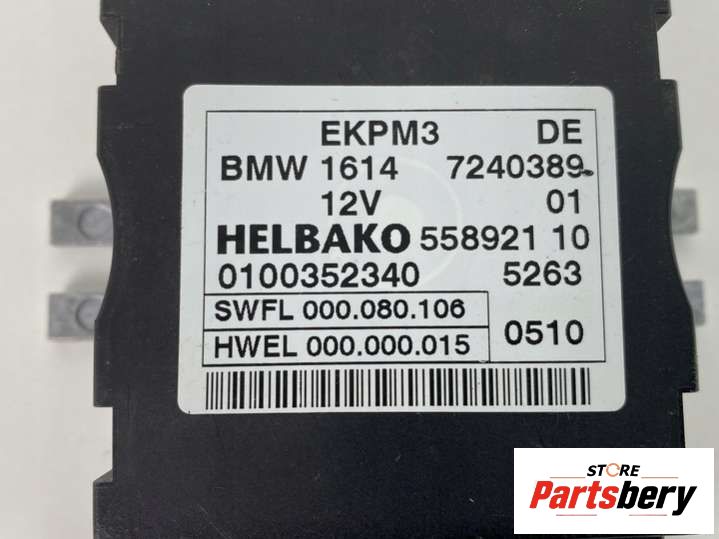 EKPM3 DE
BMW 1614 7240389
12V 01
HELBAKO 558921 10
0100352340 5263
SWFL 000.080.106
HWEL 000.000.015 0510
STORE
Partsbery